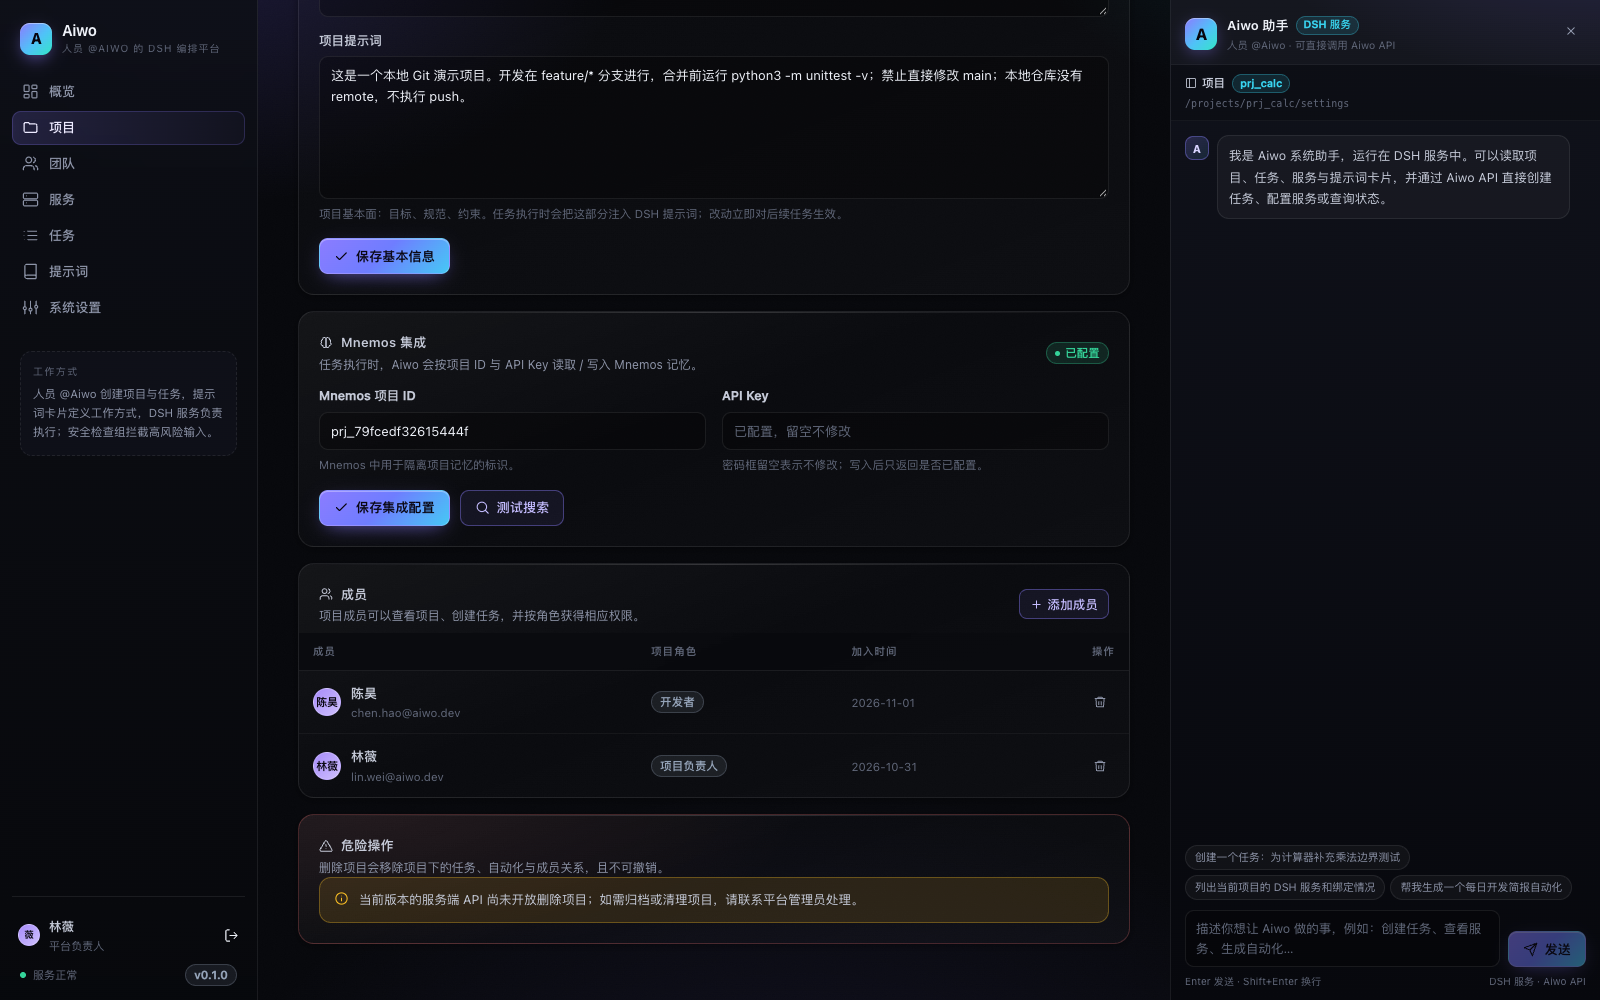 A
Aiwo
人员 @AIWO 的 DSH 编排平台
概览
项目
团队
服务
任务
提示词
系统设置
工作方式
人员 @Aiwo 创建项目与任务，提示
词卡片定义工作方式，DSH 服务负责
执行；安全检查组拦截高风险输入。
薇
林薇
平台负责人
服务正常
v0.1.0
项目提示词
这是一个本地 Git 演示项目。开发在 feature/* 分支进行，合并前运行 python3 -m unittest -v；禁止直接修改 main；本地仓库没有
remote，不执行 push。
项目基本面：目标、规范、约束。任务执行时会把这部分注入 DSH 提示词；改动立即对后续任务生效。
保存基本信息
Mnemos 集成
任务执行时，Aiwo 会按项目 ID 与 API Key 读取 / 写入 Mnemos 记忆。
已配置
Mnemos 项目 ID
API Key
prj_79fcedf32615444f
已配置，留空不修改
Mnemos 中用于隔离项目记忆的标识。
密码框留空表示不修改；写入后只返回是否已配置。
保存集成配置
测试搜索
成员
项目成员可以查看项目、创建任务，并按角色获得相应权限。
添加成员
成员
项目角色
加入时间
操作
陈昊
陈昊
chen.hao@aiwo.dev
开发者
2026-11-01
林薇
林薇
lin.wei@aiwo.dev
项目负责人
2026-10-31
危险操作
删除项目会移除项目下的任务、自动化与成员关系，且不可撤销。
当前版本的服务端 API 尚未开放删除项目；如需归档或清理项目，请联系平台管理员处理。
A
Aiwo 助手
DSH 服务
人员 @Aiwo · 可直接调用 Aiwo API
项目
prj_calc
/projects/prj_calc/settings
A
我是 Aiwo 系统助手，运行在 DSH 服务中。可以读取项
目、任务、服务与提示词卡片，并通过 Aiwo API 直接创建
任务、配置服务或查询状态。
创建一个任务：为计算器补充乘法边界测试
列出当前项目的 DSH 服务和绑定情况
帮我生成一个每日开发简报自动化
描述你想让 Aiwo 做的事，例如：创建任务、查看服
务、生成自动化...
发送
Enter 发送 · Shift+Enter 换行
DSH 服务 · Aiwo API